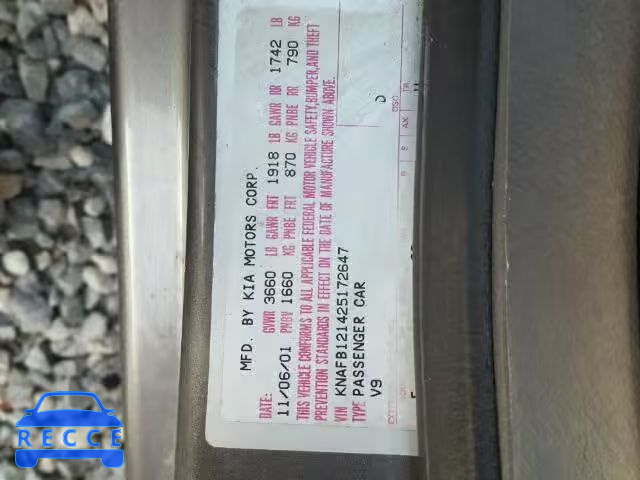 MFD. BY KIA MOTORS CORP.
DATE: GVWR 3660 LB GAWR FRT 1918 LB GAWR RR 1742 LB
11/06/01 PNBV 1660 KG PNBE FRT 870 KG PNBE RR 790 KG
THIS VEHICLE CONFORMS TO ALL APPLICABLE FEDERAL MOTOR VEHICLE SAFETY,BUMPER,AND THEFT
PREVENTION STANDARDS IN EFFECT ON THE DATE OF MANUFACTURE SHOWN ABOVE.
VIN KNAFB121425172647
TYPE PASSENGER CAR
V9 D
DSO
AX TR
RECCE